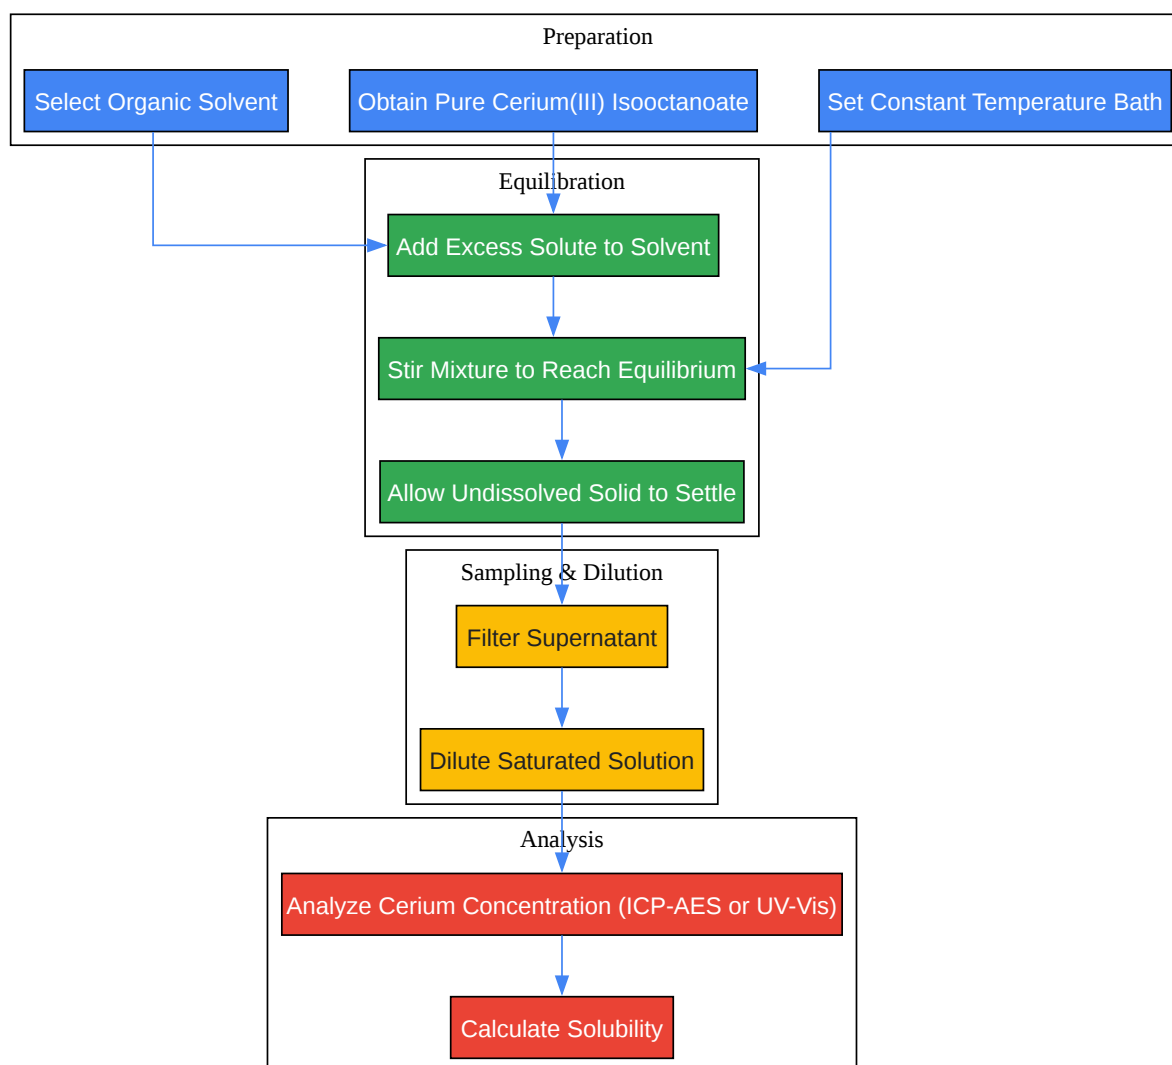 Preparation
Select Organic Solvent
Obtain Pure Cerium(III) Isooctanoate
Set Constant Temperature Bath
Equilibration
Add Excess Solute to Solvent
Stir Mixture to Reach Equilibrium
Allow Undissolved Solid to Settle
Sampling & Dilution
Filter Supernatant
Dilute Saturated Solution
Analysis
Analyze Cerium Concentration (ICP-AES or UV-Vis)
Calculate Solubility